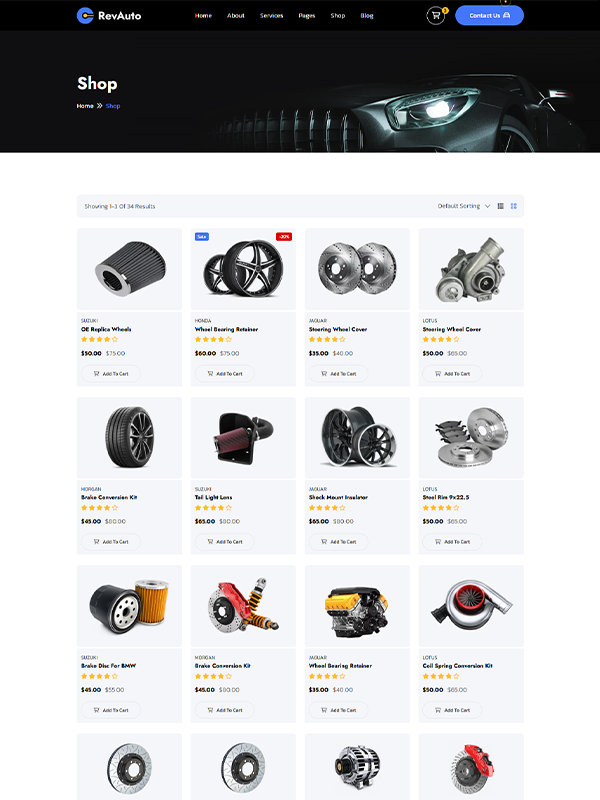 RevAuto Home About Services Pages Shop Blog 0 Contact Us
Shop
Home Shop
Showing 1-3 Of 34 Results Default Sorting
Sale -20%
SUZUKI HONDA JAGUAR LOTUS
OE Replica Wheels Wheel Bearing Retainer Steering Wheel Cover Steering Wheel Cover
$50.00 $75.00 $60.00 $75.00 $35.00 $40.00 $50.00 $65.00
Add To Cart Add To Cart Add To Cart Add To Cart
MORGAN SUZUKI JAGUAR LOTUS
Brake Conversion Kit Tail Light Lens Shock Mount Insulator Steel Rim 9x22.5
$45.00 $80.00 $65.00 $80.00 $65.00 $80.00 $50.00 $65.00
Add To Cart Add To Cart Add To Cart Add To Cart
SUZUKI MORGAN JAGUAR LOTUS
Brake Disc For BMW Brake Conversion Kit Wheel Bearing Retainer Coil Spring Conversion Kit
$45.00 $55.00 $45.00 $80.00 $35.00 $40.00 $50.00 $65.00
Add To Cart Add To Cart Add To Cart Add To Cart